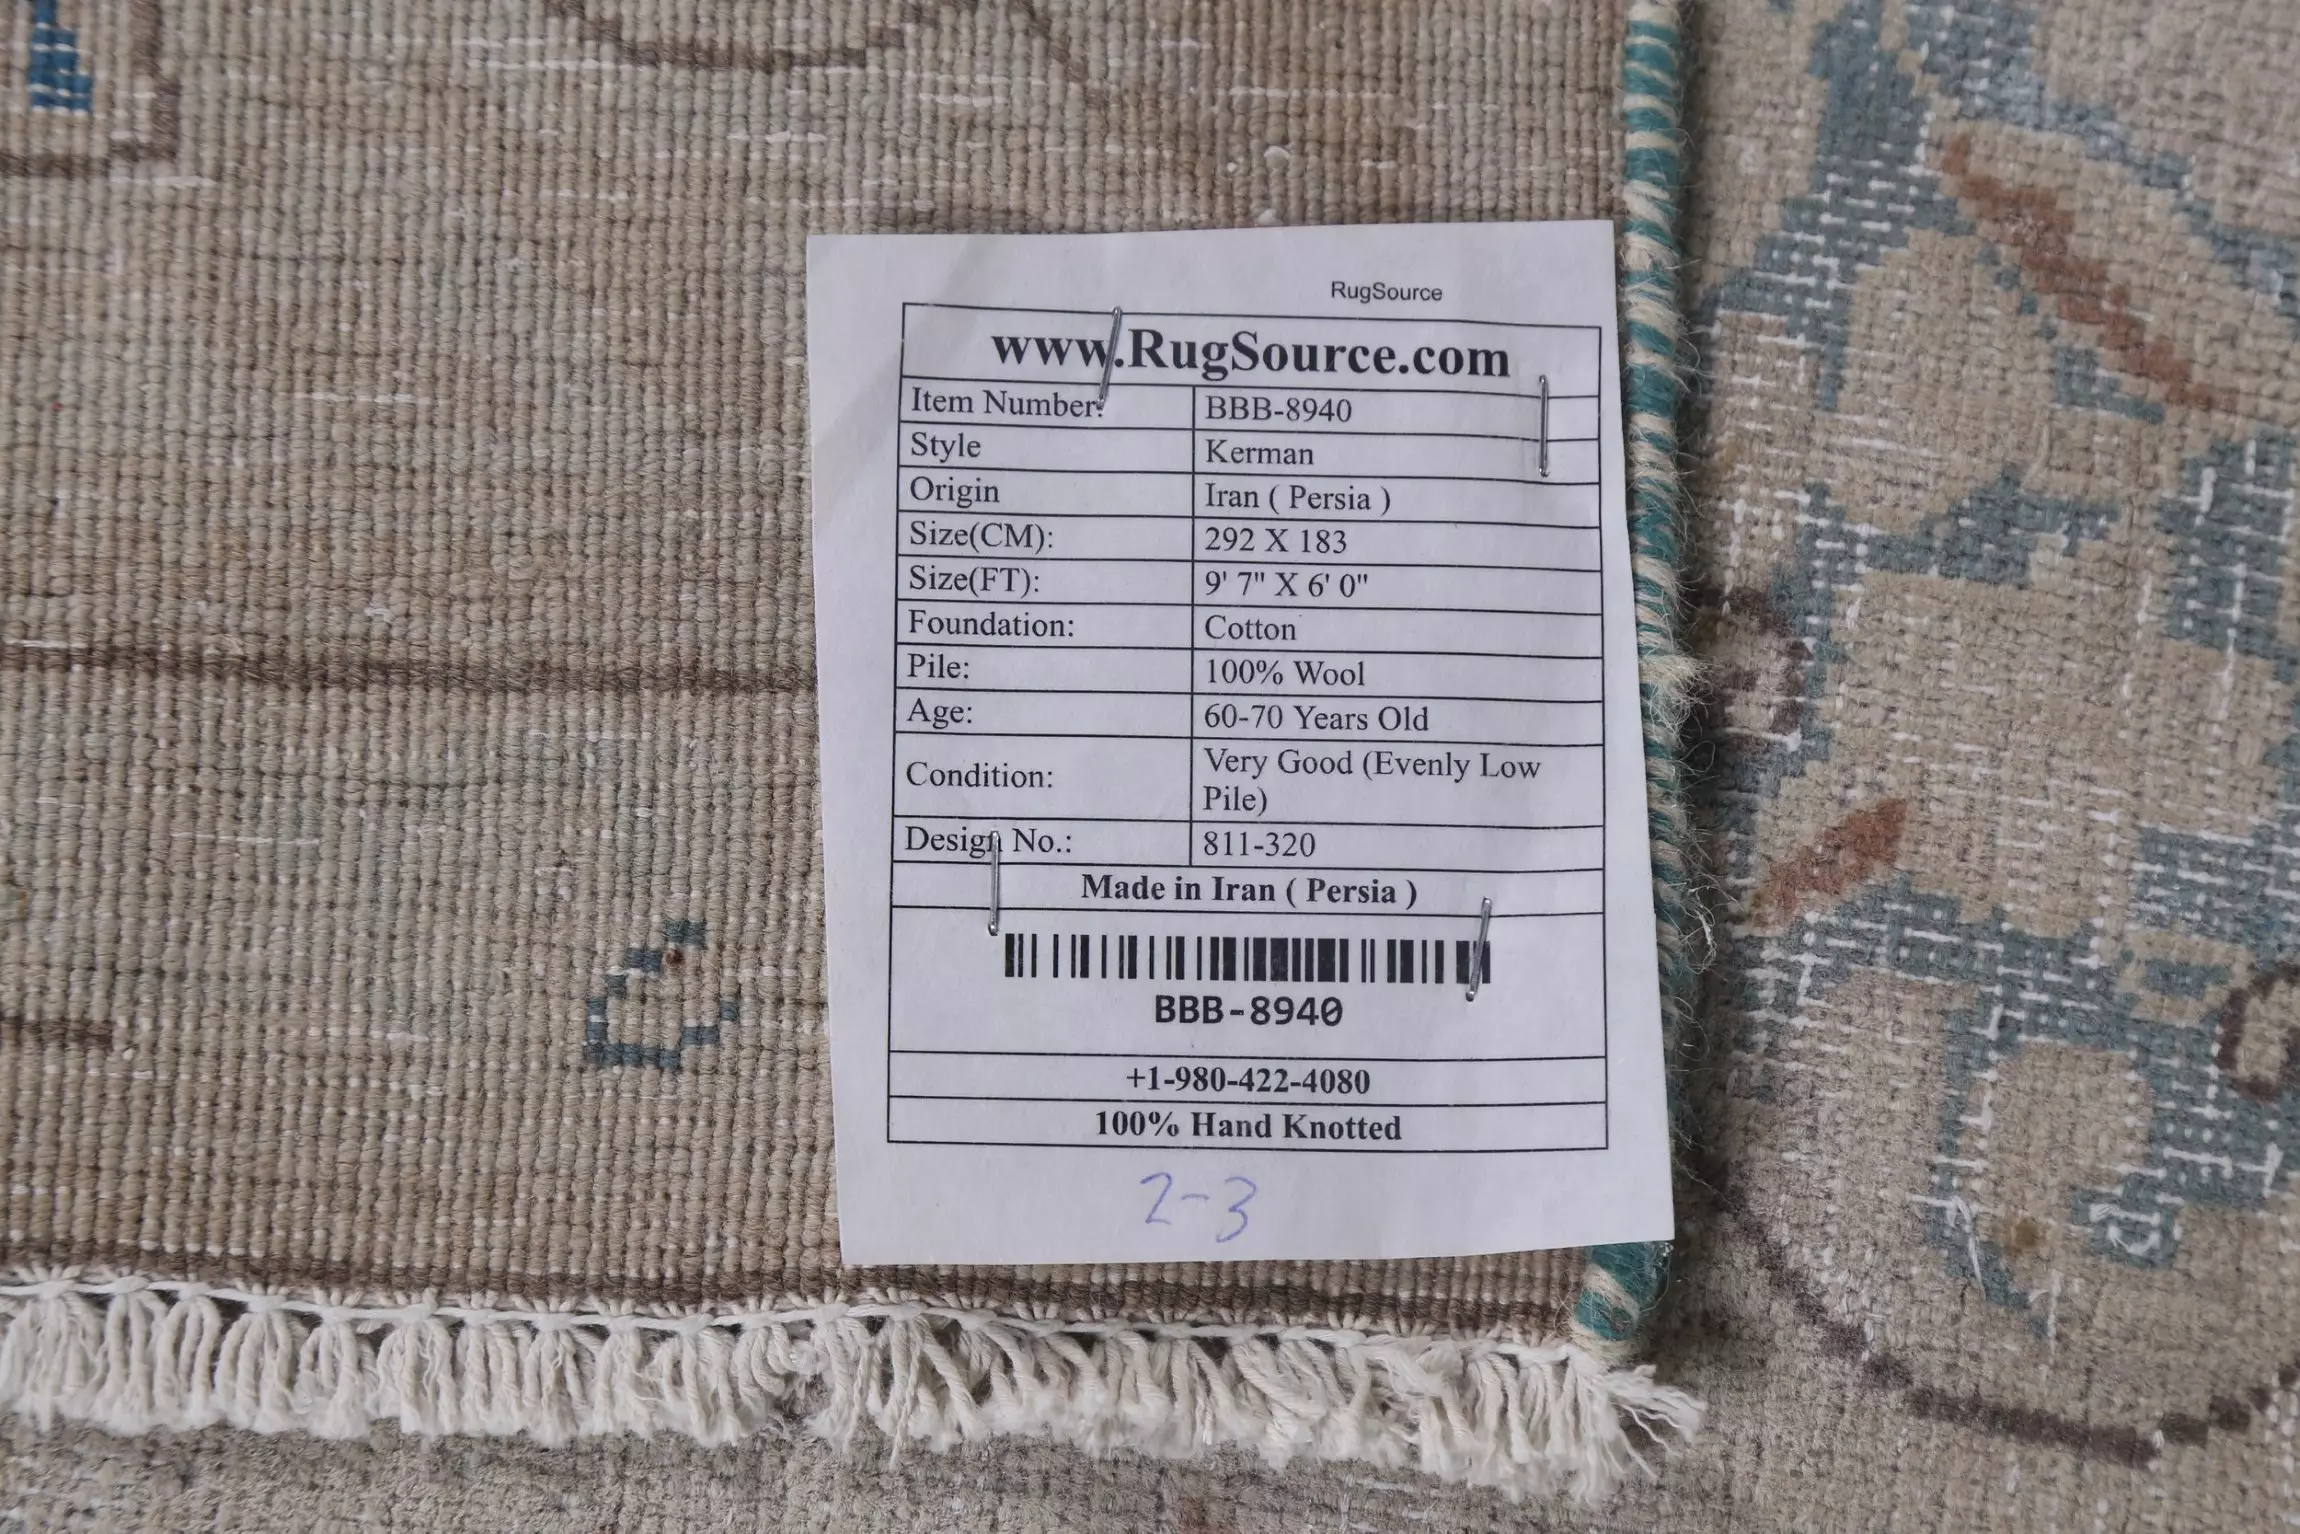 RugSource
www.RugSource.com
Item Number: BBB-8940
Style Kerman
Origin Iran ( Persia )
Size(CM): 292 X 183
Size(FT): 9' 7" X 6' 0"
Foundation: Cotton
Pile: 100% Wool
Age: 60-70 Years Old
Condition: Very Good (Evenly Low
Pile)
Design No.: 811-320
Made in Iran ( Persia )
BBB-8940
+1-980-422-4080
100% Hand Knotted
2-3